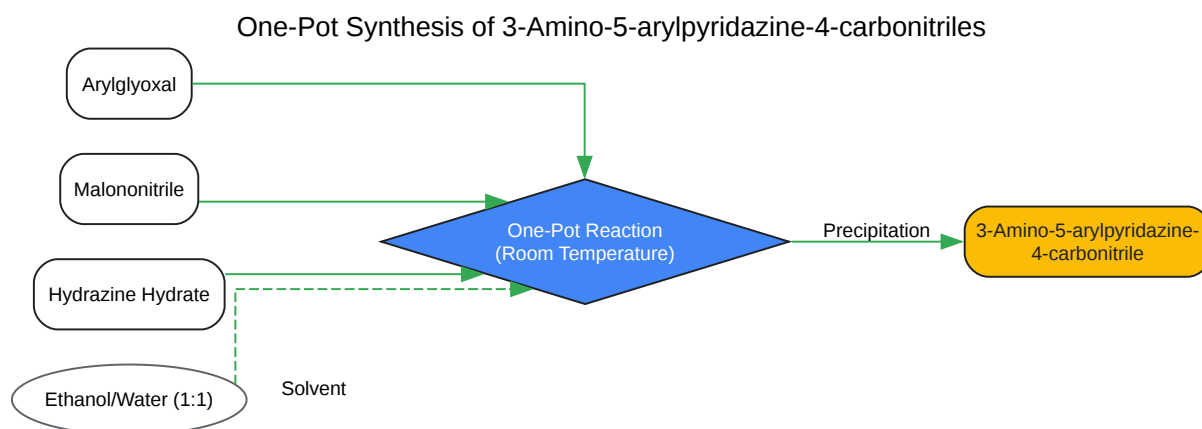 One-Pot Synthesis of 3-Amino-5-arylpyridazine-4-carbonitriles
Arylglyoxal
Malononitrile
One-Pot Reaction
(Room Temperature)
Precipitation
3-Amino-5-arylpyridazine-
4-carbonitrile
Hydrazine Hydrate
Ethanol/Water (1:1)
Solvent